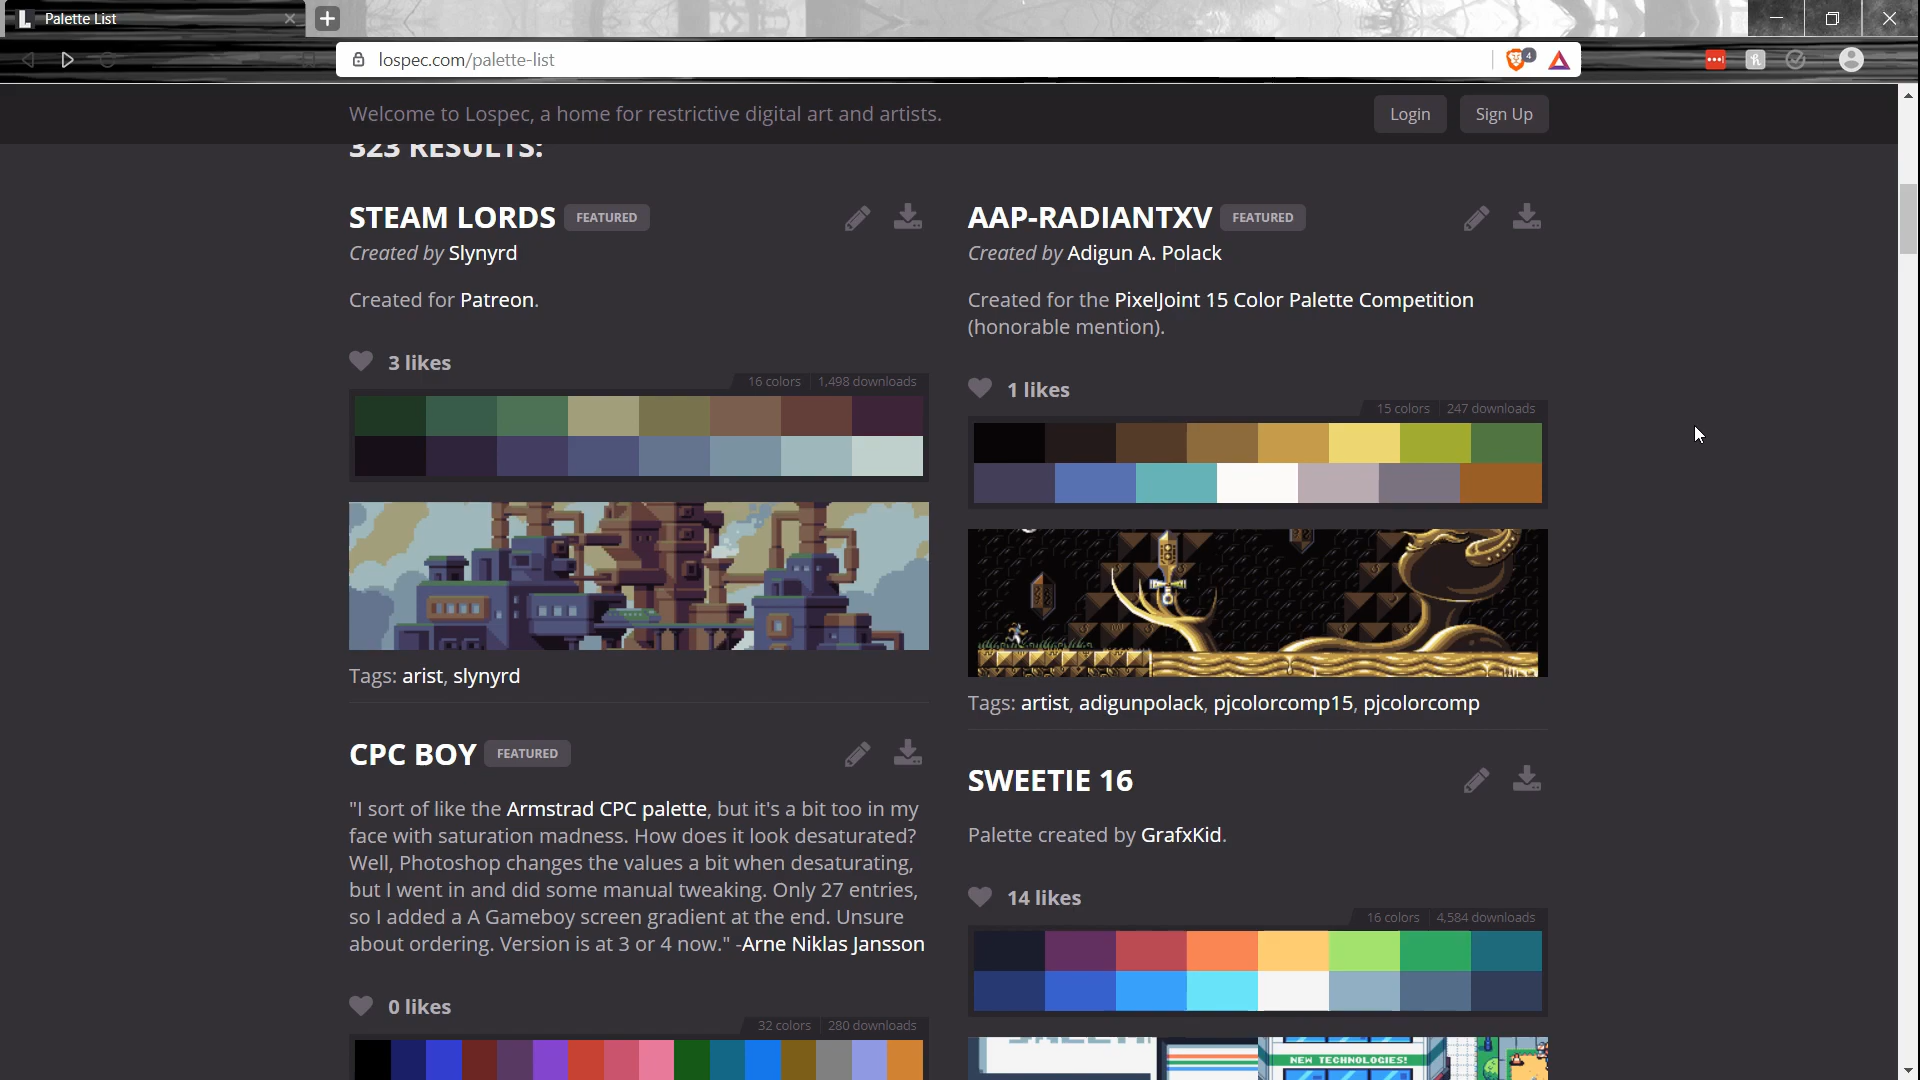 Palette List
lospec.com/palette-list
4
Welcome to Lospec, a home for restrictive digital art and artists.
Login
Sign Up
323 RESULTS:
STEAM LORDS FEATURED
Created by Slynyrd
Created for Patreon.
3 likes
16 colors 1,498 downloads
Tags: arist, slynyrd
CPC BOY FEATURED
"I sort of like the Armstrad CPC palette, but it's a bit too in my
face with saturation madness. How does it look desaturated?
Well, Photoshop changes the values a bit when desaturating,
but I went in and did some manual tweaking. Only 27 entries,
so I added a A Gameboy screen gradient at the end. Unsure
about ordering. Version is at 3 or 4 now." -Arne Niklas Jansson
0 likes
32 colors 280 downloads
AAP-RADIANTXV FEATURED
Created by Adigun A. Polack
Created for the PixelJoint 15 Color Palette Competition
(honorable mention).
1 likes
15 colors 247 downloads
Tags: artist, adigunpolack, pjcolorcomp15, pjcolorcomp
SWEETIE 16
Palette created by GrafxKid.
14 likes
16 colors 4,584 downloads
NEW TECHNOLOGIES!